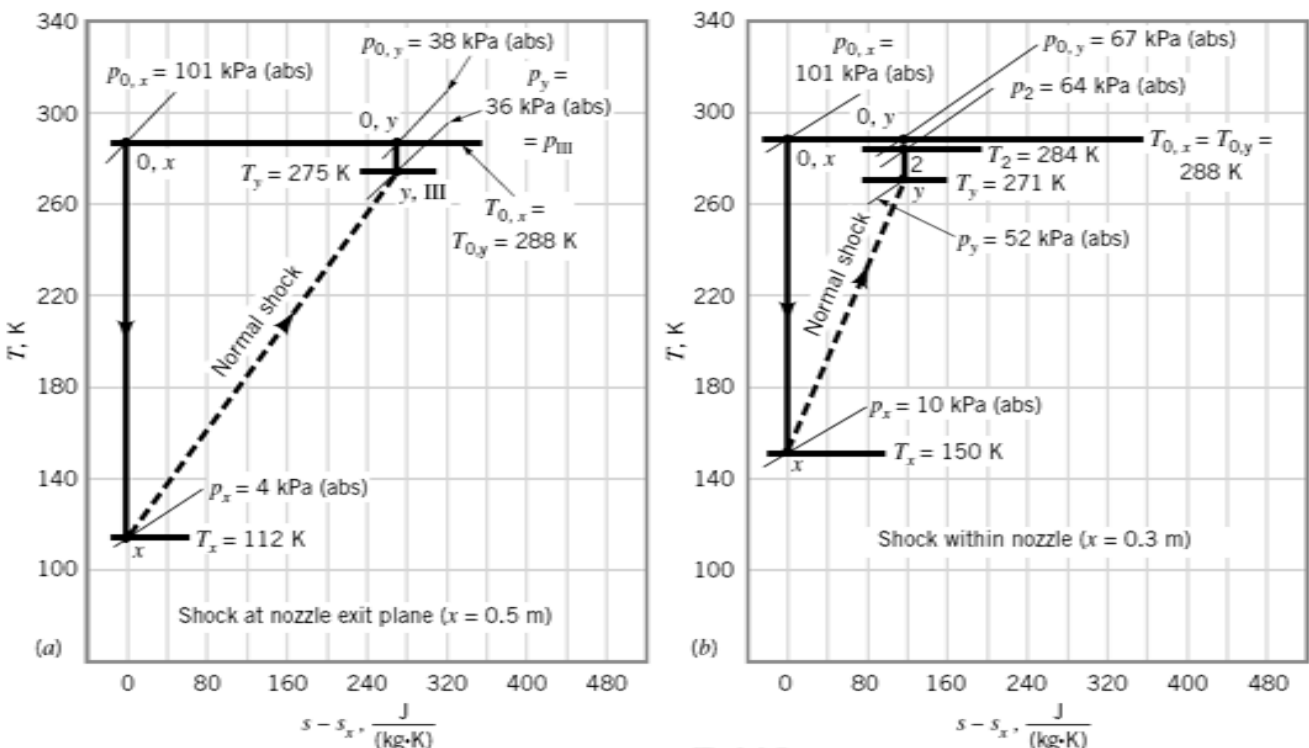 340
300
260
220
180
140
100
T, K
p0, x = 101 kPa (abs)
p0, y = 38 kPa (abs)
py =
36 kPa (abs)
= pIII
0, y
0, x
Ty = 275 K
y, III
T0, x =
T0,y = 288 K
Normal shock
px = 4 kPa (abs)
Tx = 112 K
x
Shock at nozzle exit plane (x = 0.5 m)
(a)
0 80 160 240 320 400 480
s – sx , J
(kg·K)
340
300
260
220
180
140
100
T, K
p0, x =
101 kPa (abs)
p0, y = 67 kPa (abs)
p2 = 64 kPa (abs)
0, y
0, x
T0, x = T0,y =
288 K
T2 = 284 K
2
Ty = 271 K
y
py = 52 kPa (abs)
Normal shock
px = 10 kPa (abs)
Tx = 150 K
x
Shock within nozzle (x = 0.3 m)
(b)
0 80 160 240 320 400 480
s – sx , J
(kg·K)